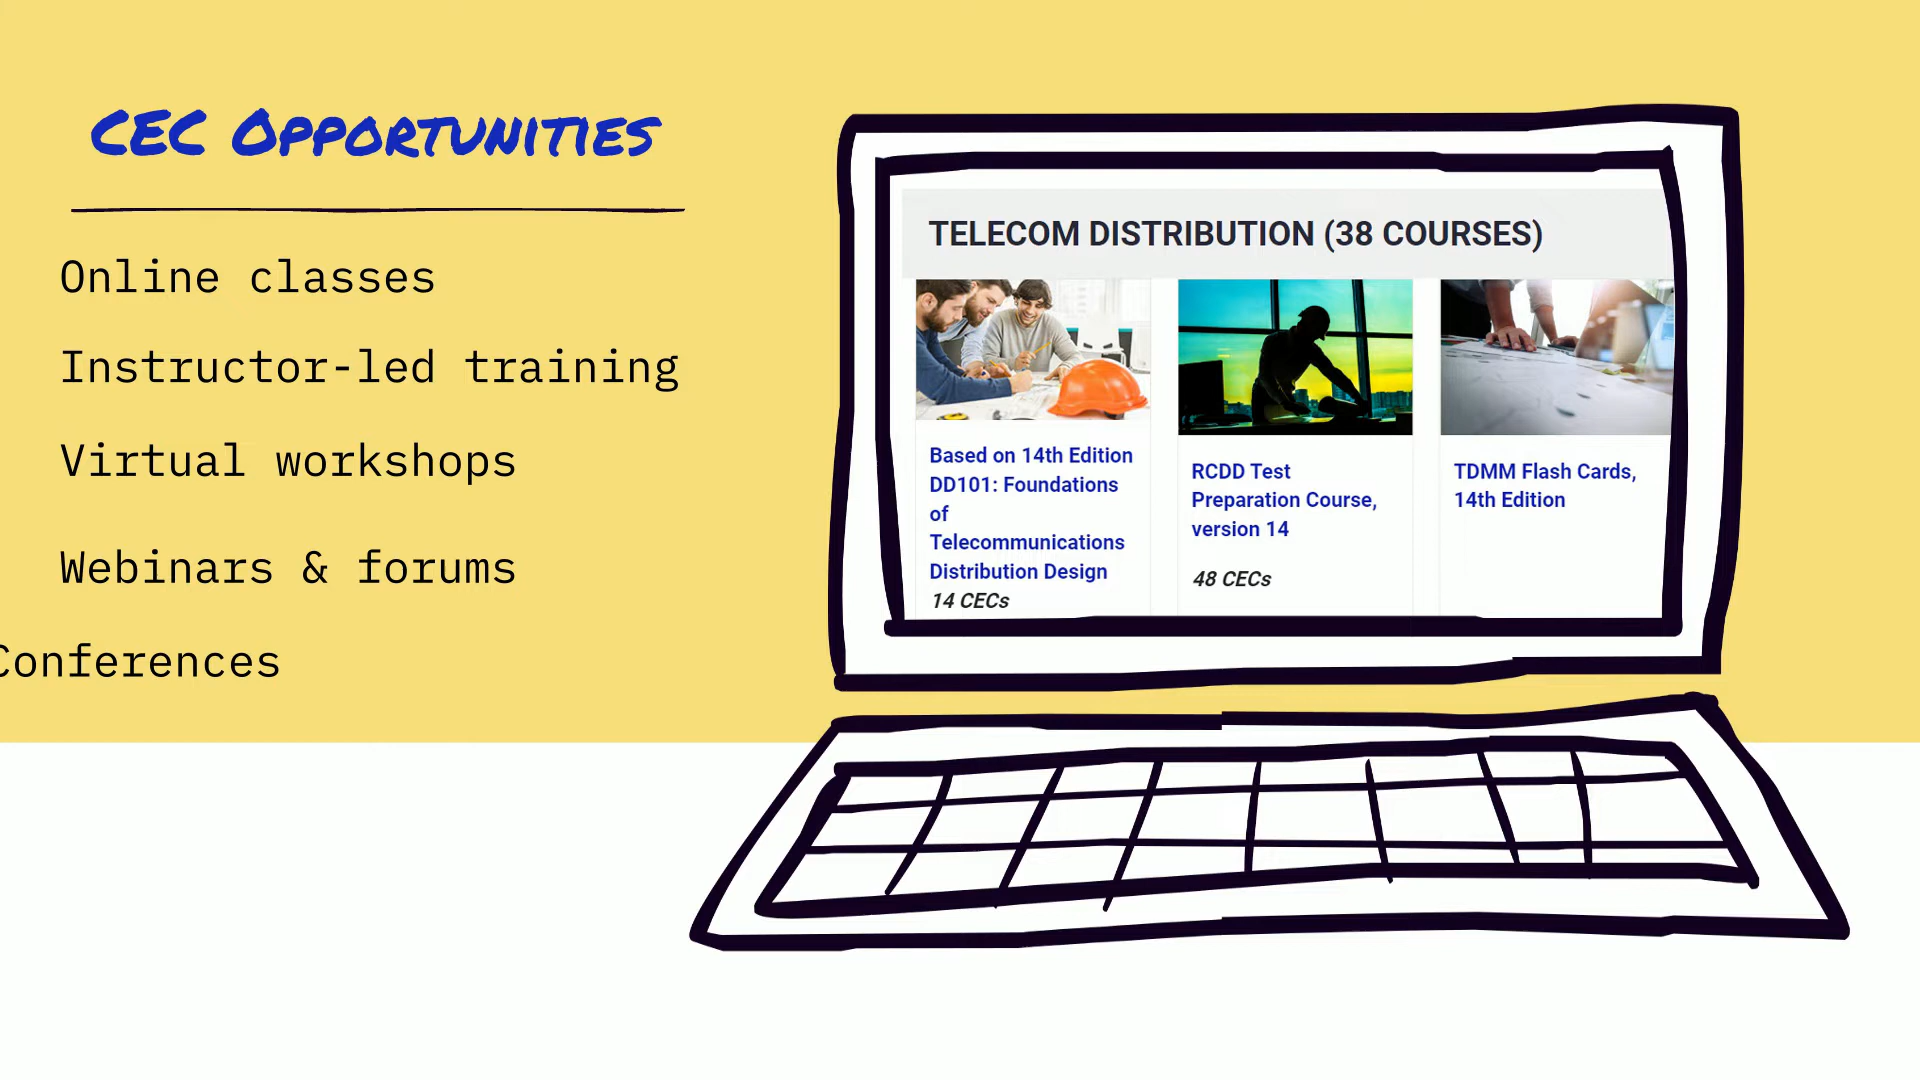 CEC Opportunities
Online classes
Instructor-led training
Virtual workshops
Webinars & forums
Conferences
TELECOM DISTRIBUTION (38 COURSES)
Based on 14th Edition
DD101: Foundations
of
Telecommunications
Distribution Design
14 CECs
RCDD Test
Preparation Course,
version 14
48 CECs
TDMM Flash Cards,
14th Edition